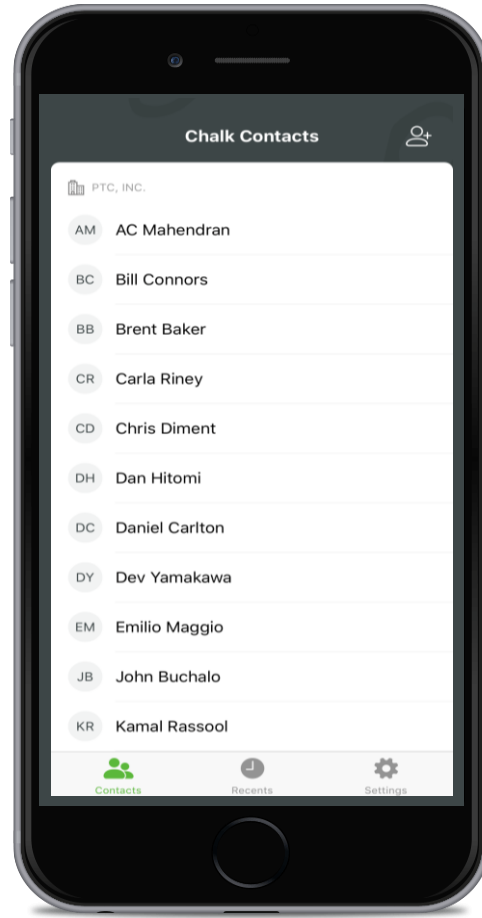 Chalk Contacts
PTC, INC.
AM AC Mahendran
BC Bill Connors
BB Brent Baker
CR Carla Riney
CD Chris Diment
DH Dan Hitomi
DC Daniel Carlton
DY Dev Yamakawa
EM Emilio Maggio
JB John Buchalo
KR Kamal Rassool
Contacts Recents Settings